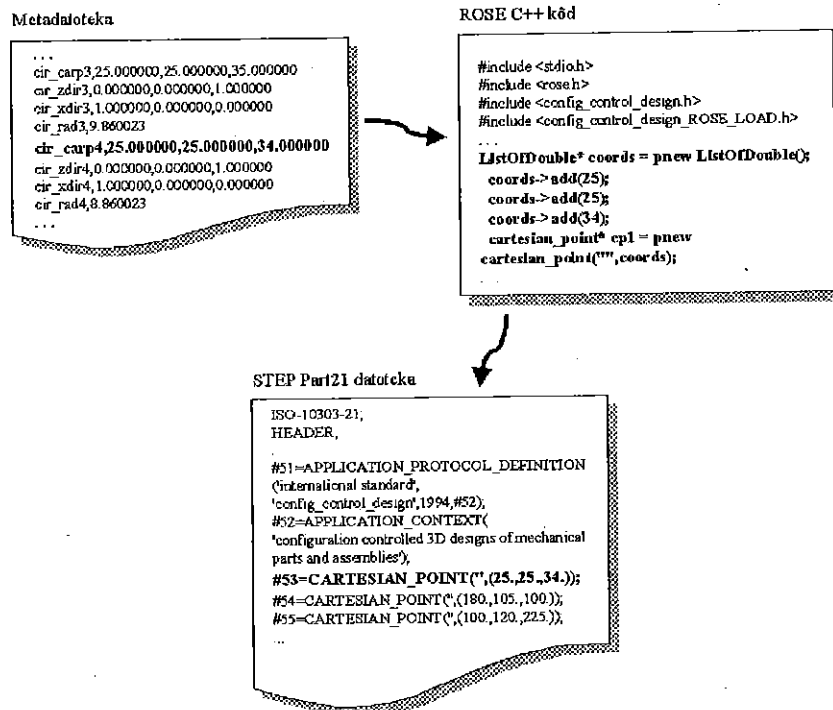 Metadatoteka
...
cir_carp3,25.000000,25.000000,35.000000
cir_zdir3,0.000000,0.000000,1.000000
cir_xdir3,1.000000,0.000000,0.000000
cir_rad3,9.860023
cir_carp4,25.000000,25.000000,34.000000
cir_zdir4,0.000000,0.000000,1.000000
cir_xdir4,1.000000,0.000000,0.000000
cir_rad4,8.860023
...
ROSE C++ kôd
#include <stdio.h>
#include <rose.h>
#include <config_control_design.h>
#include <config_control_design_ROSE_LOAD.h>
...
ListOfDouble* coords = pnew ListOfDouble();
coords->add(25);
coords->add(25);
coords->add(34);
cartesian_point* cp1 = pnew
cartesian_point("",coords);
...
STEP Part21 datoteka
ISO-10303-21;
HEADER;
.
#51=APPLICATION_PROTOCOL_DEFINITION
('international standard',
'config_control_design',1994,#52);
#52=APPLICATION_CONTEXT(
'configuration controlled 3D designs of mechanical
parts and assemblies');
#53=CARTESIAN_POINT('',(25.,25.,34.));
#54=CARTESIAN_POINT('',(180.,105.,100.));
#55=CARTESIAN_POINT('',(100.,120.,225.));
...